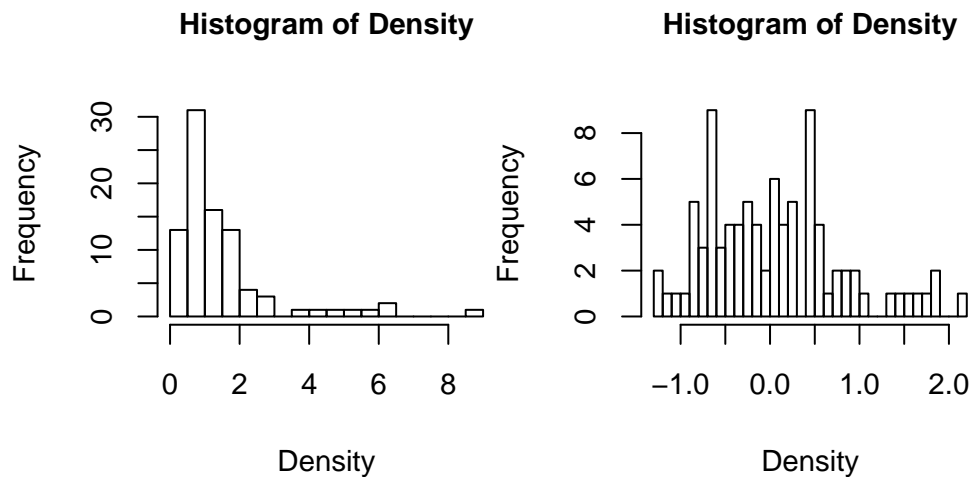 Histogram of Density
Frequency
30
20
10
0
0 2 4 6 8
Density
Histogram of Density
Frequency
8
6
4
2
0
−1.0 0.0 1.0 2.0
Density